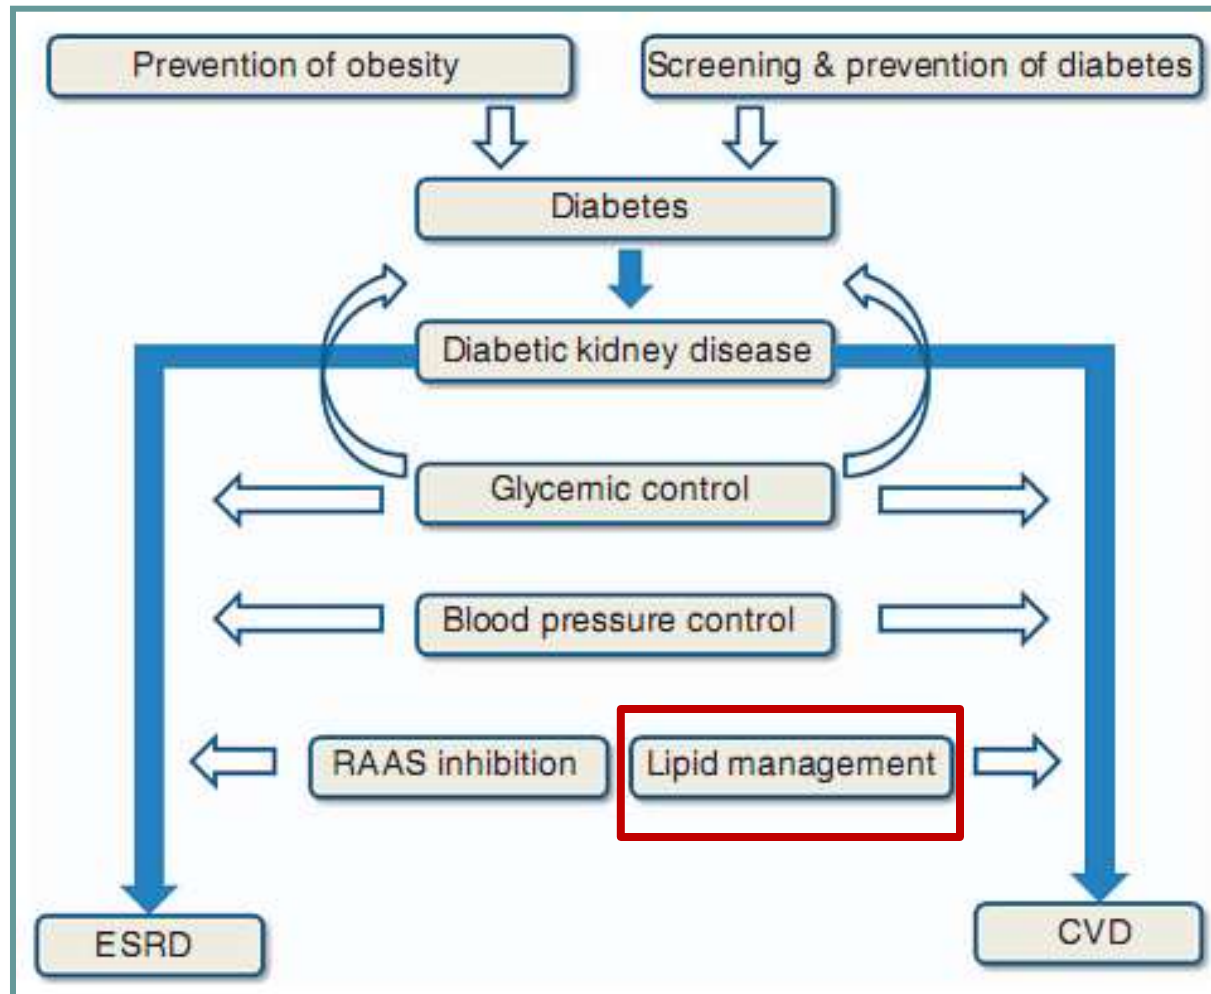 Prevention of obesity
Screening & prevention of diabetes
Diabetes
Diabetic kidney disease
Glycemic control
Blood pressure control
RAAS inhibition
Lipid management
ESRD
CVD